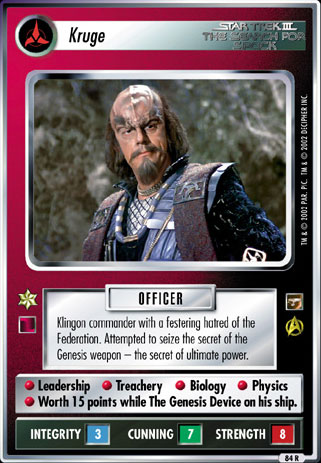 Kruge
STAR TREK III
THE SEARCH FOR
SPOCK
TM & © 2002 PAR. PIC. TM & © 2002 DECIPHER INC.
OFFICER
Klingon commander with a festering hatred of the
Federation. Attempted to seize the secret of the
Genesis weapon – the secret of ultimate power.
Leadership Treachery Biology Physics
Worth 15 points while The Genesis Device on his ship.
INTEGRITY 3 CUNNING 7 STRENGTH 8
84 R